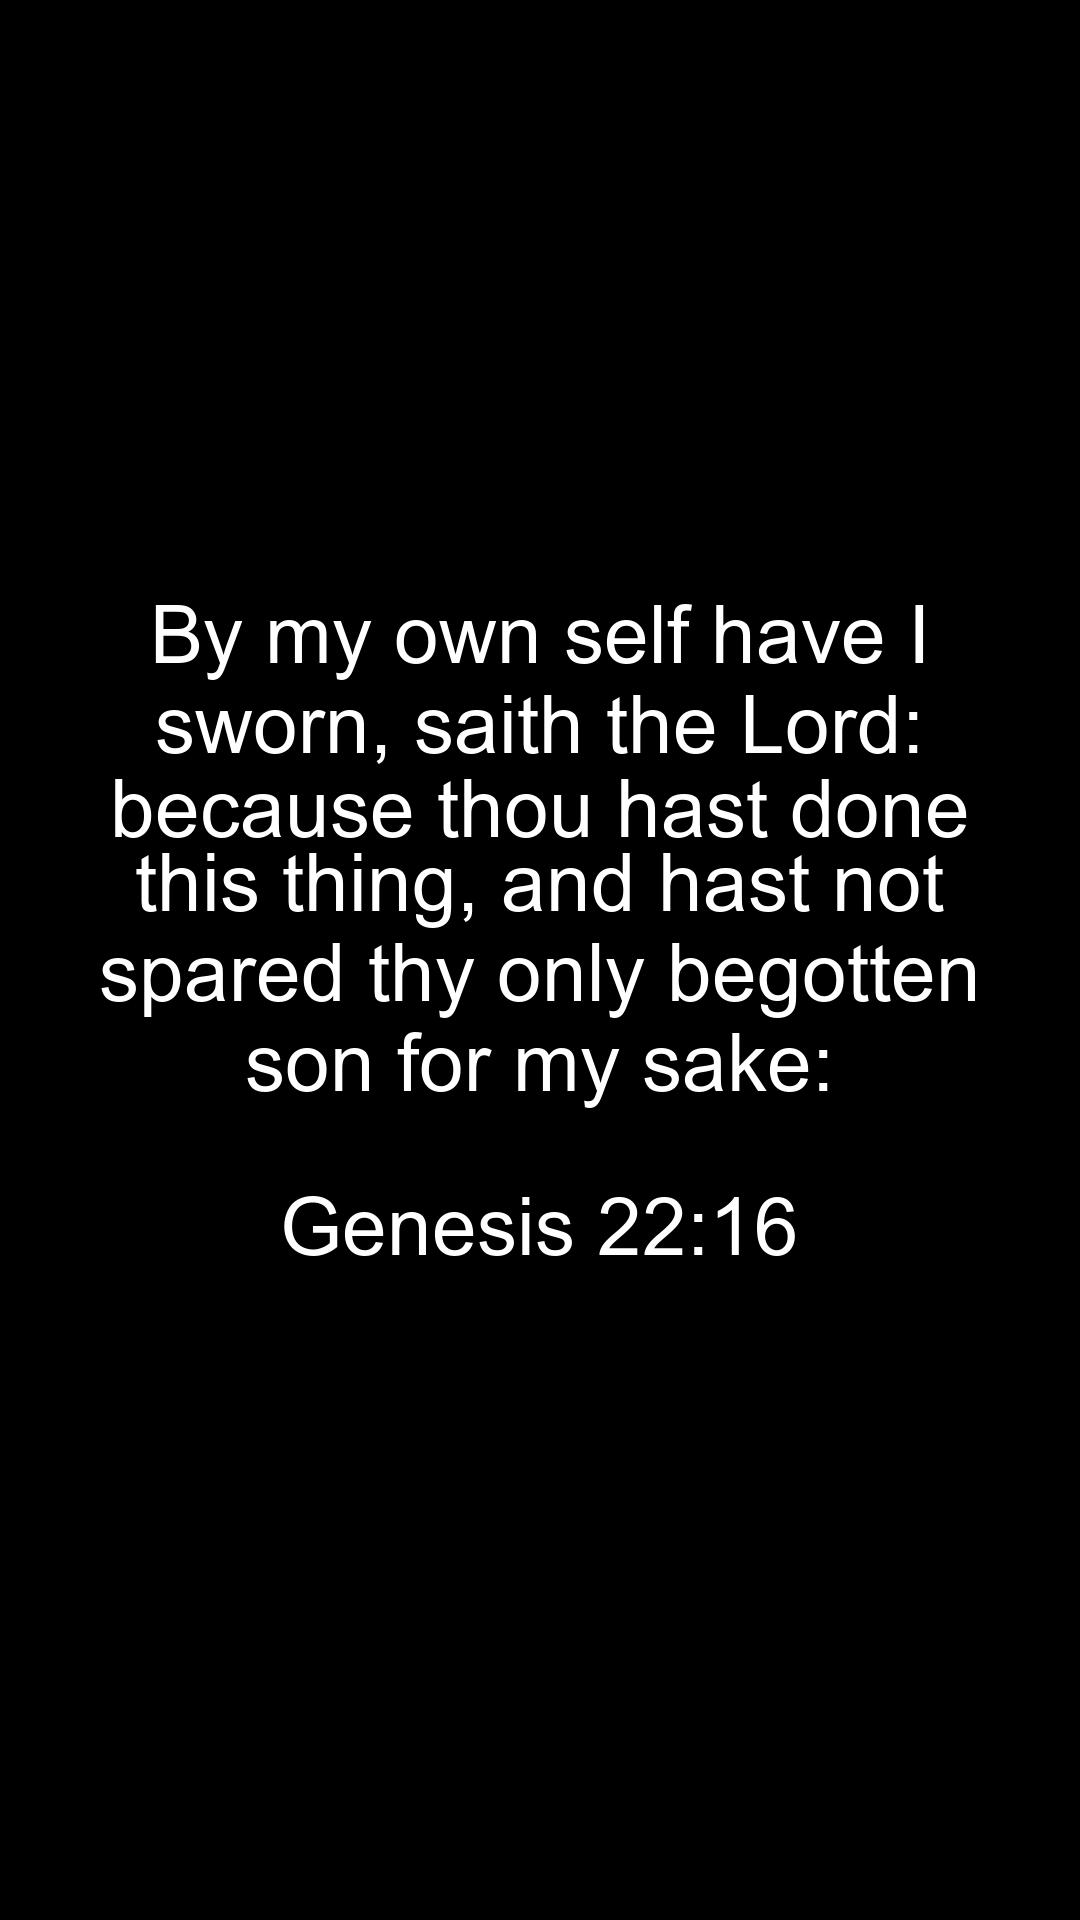 By my own self have I
sworn, saith the Lord:
because thou hast done
this thing, and hast not
spared thy only begotten
son for my sake:
Genesis 22:16